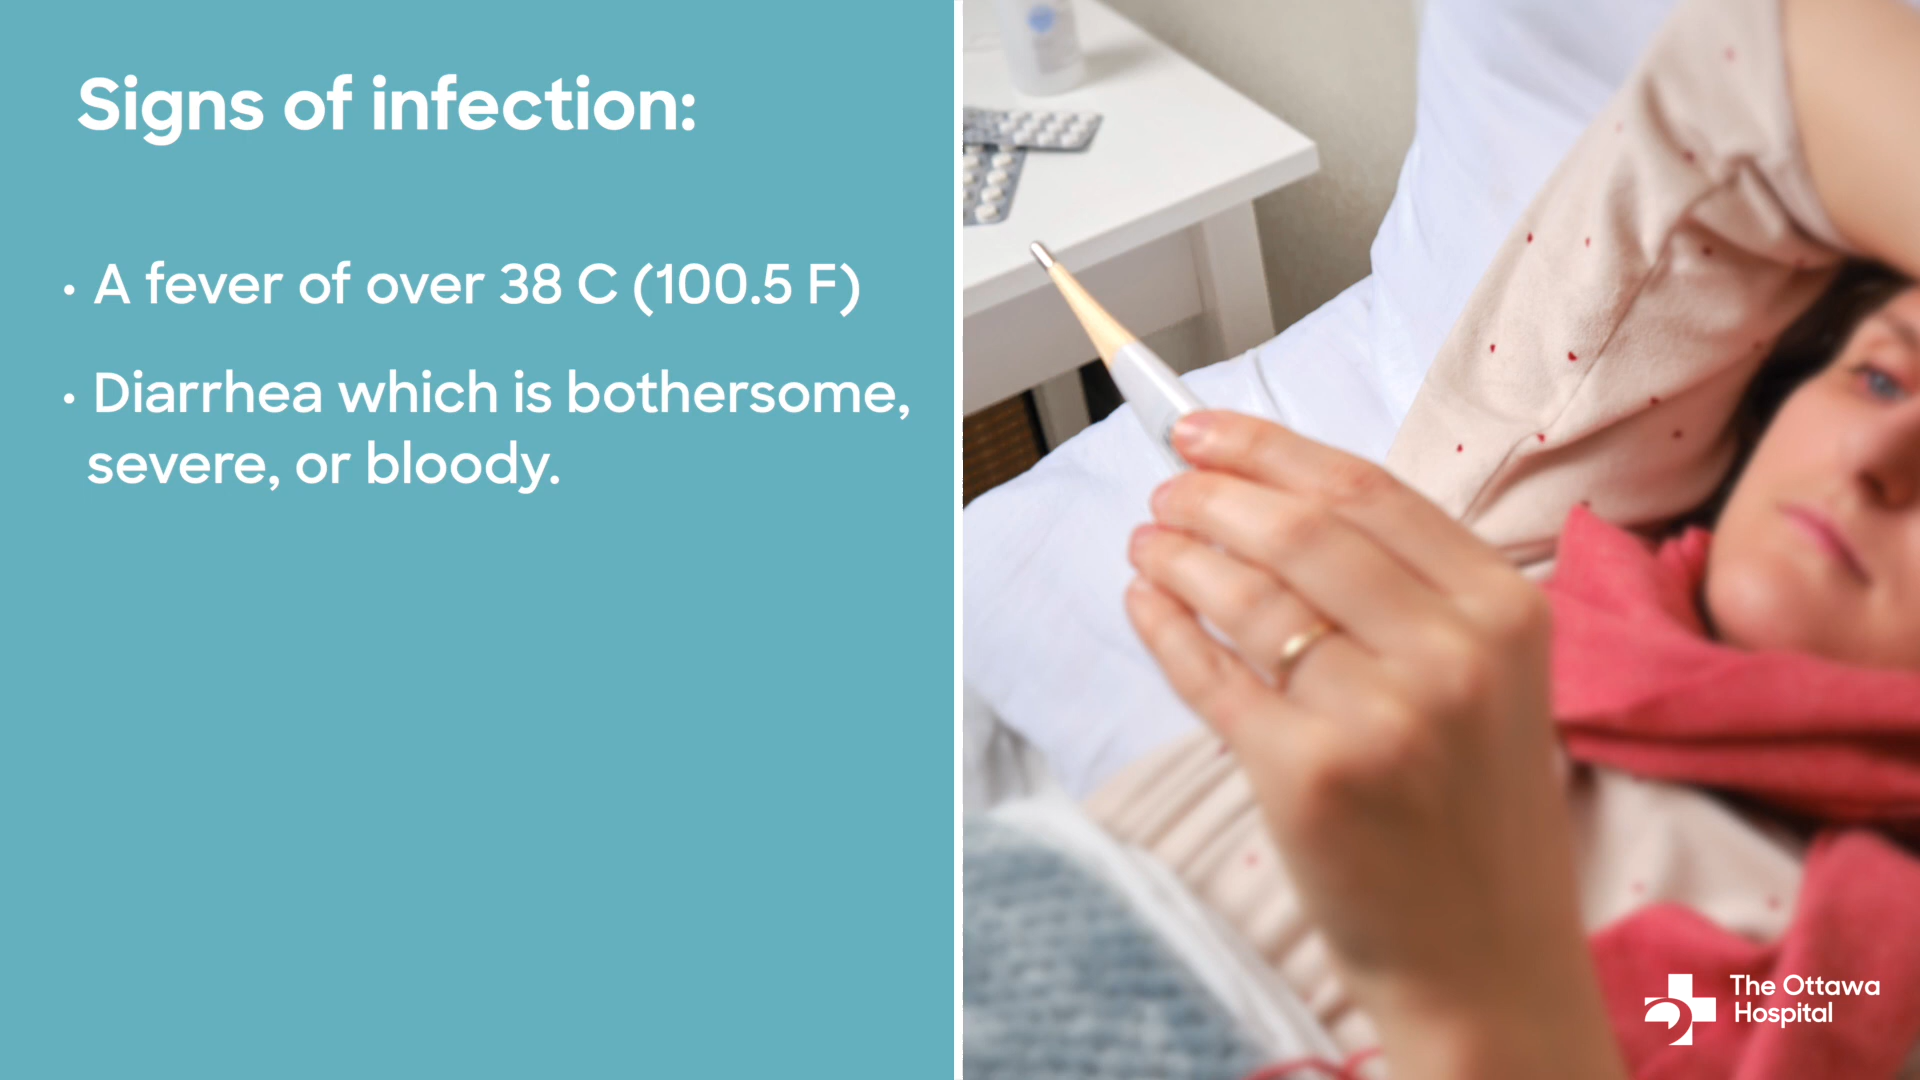 Signs of infection:
• A fever of over 38 C (100.5 F)
• Diarrhea which is bothersome,
severe, or bloody.
The Ottawa
Hospital